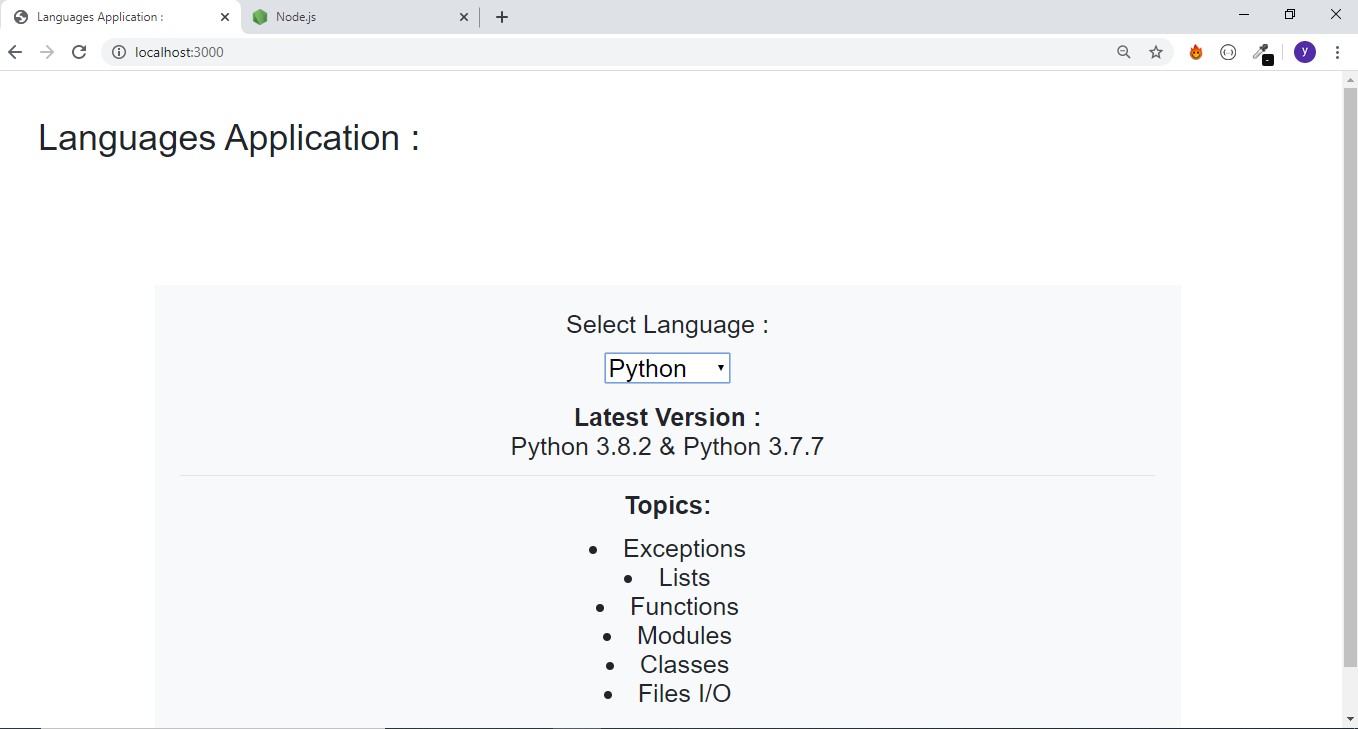 Languages Application :
Node.js
localhost:3000
y
Languages Application :
Select Language :
Python
Latest Version :
Python 3.8.2 & Python 3.7.7
Topics:
• Exceptions
• Lists
• Functions
• Modules
• Classes
• Files I/O